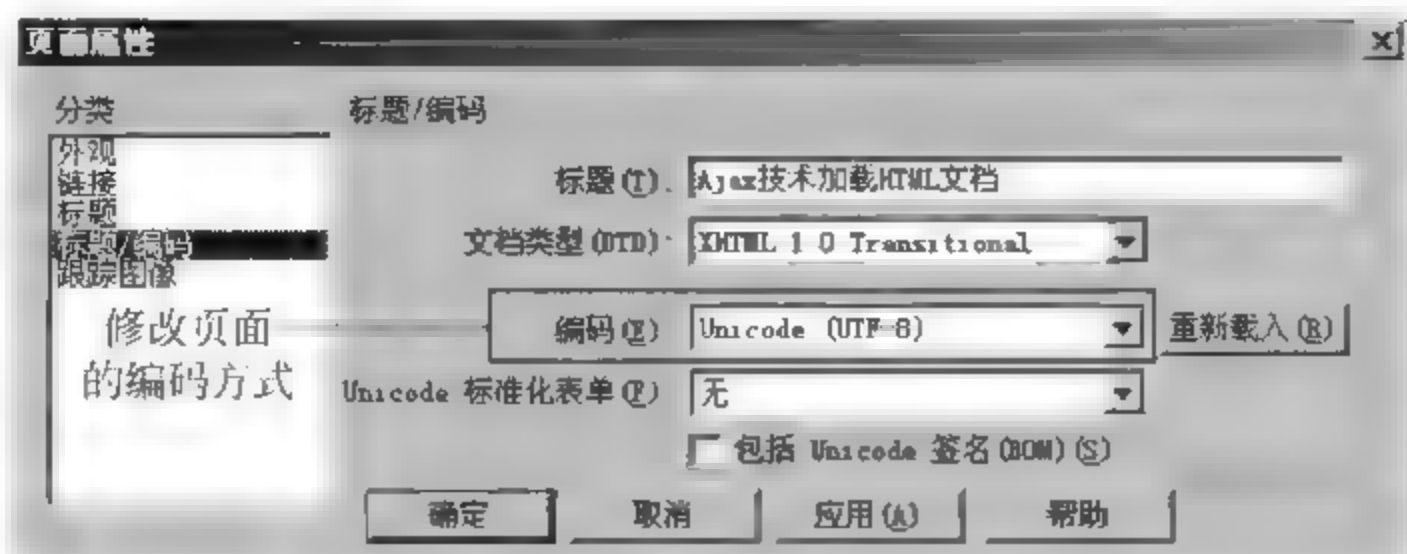 页面属性
分类
外观
链接
标题
标题/编码
跟踪图像
修改页面
的编码方式
标题/编码
标题(T): Ajax技术加载HTML文档
文档类型(DTD): XHTML 1.0 Transitional
编码(E) Unicode (UTF-8) 重新载入(R)
Unicode 标准化表单(F) 无
包括 Unicode 签名(BOM)(S)
确定 取消 应用(A) 帮助